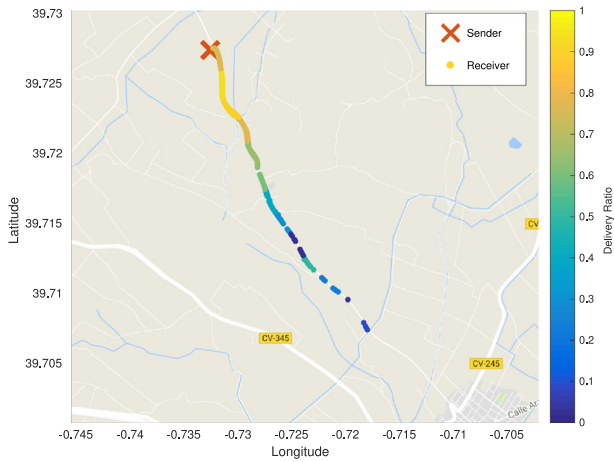 39.73
39.725
39.72
39.715
39.71
39.705
Latitude
-0.745
-0.74
-0.735
-0.73
-0.725
-0.72
-0.715
-0.71
-0.705
Longitude
Sender
Receiver
CV-345
CV-245
CV
Calle Ar
1
0.9
0.8
0.7
0.6
0.5
0.4
0.3
0.2
0.1
0
Delivery Ratio